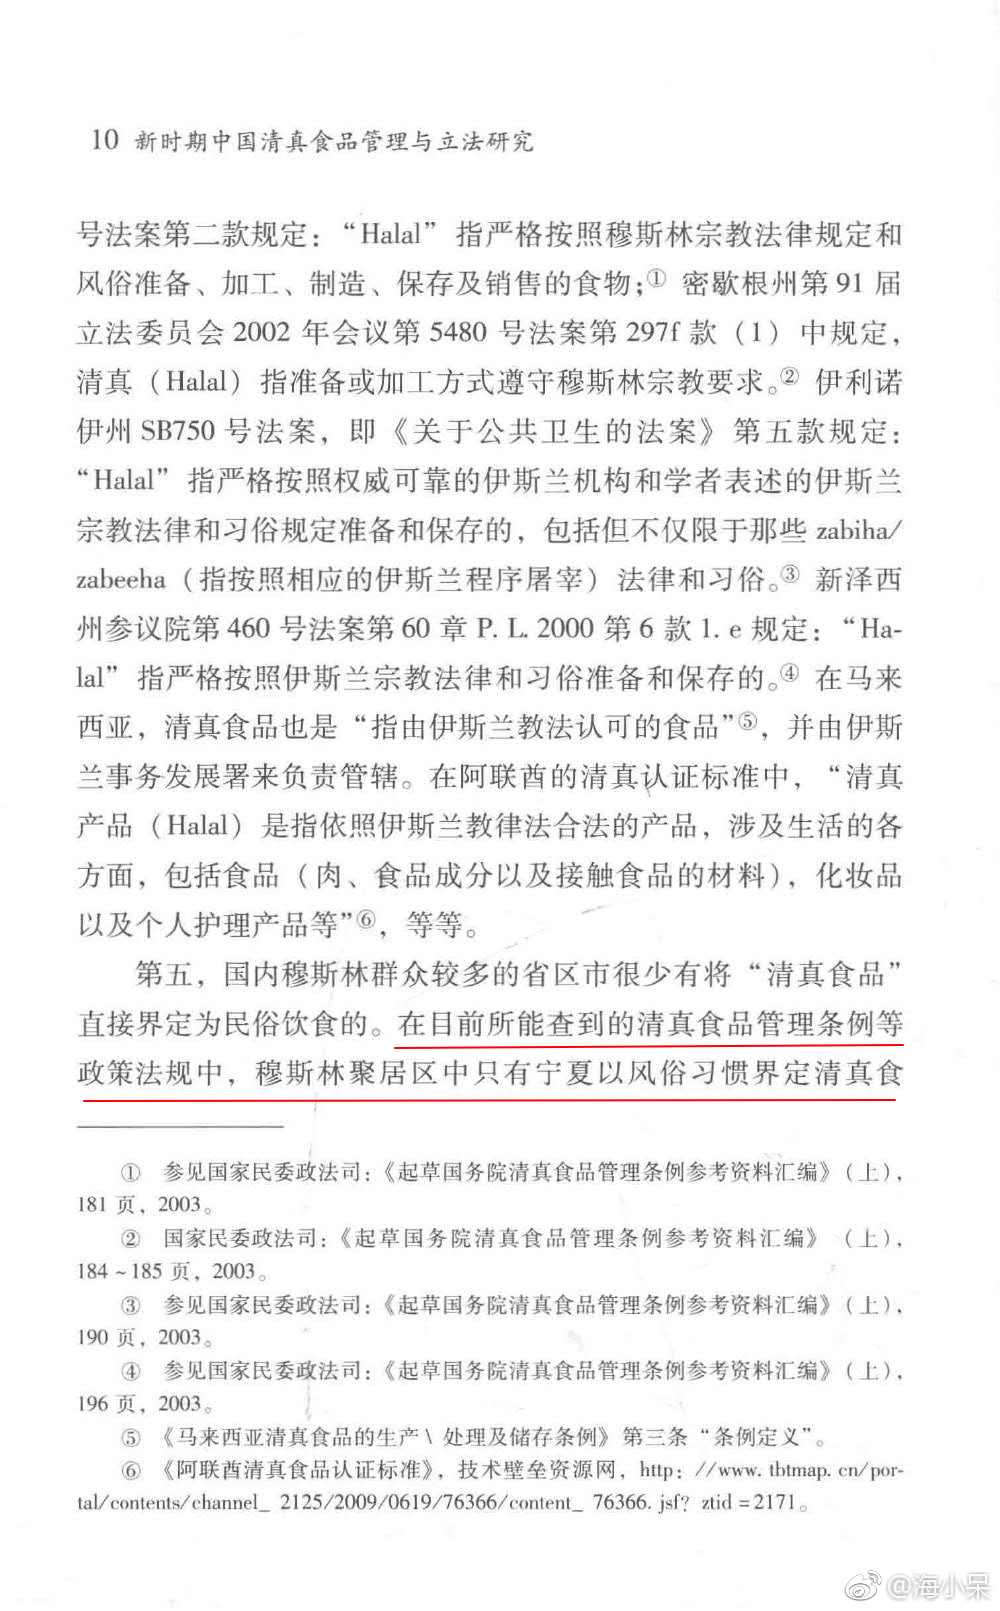 10 新时期中国清真食品管理与立法研究
号法案第二款规定：“Halal”指严格按照穆斯林宗教法律规定和
风俗准备、加工、制造、保存及销售的食物；① 密歇根州第 91 届
立法委员会 2002 年会议第 5480 号法案第 297f 款（1）中规定，
清真（Halal）指准备或加工方式遵守穆斯林宗教要求。② 伊利诺
伊州 SB750 号法案，即《关于公共卫生的法案》第五款规定：
“Halal”指严格按照权威可靠的伊斯兰机构和学者表述的伊斯兰
宗教法律和习俗规定准备和保存的，包括但不仅限于那些 zabiha/
zabeeha（指按照相应的伊斯兰程序屠宰）法律和习俗。③ 新泽西
州参议院第 460 号法案第 60 章 P. L. 2000 第 6 款 1. e 规定：“Ha-
lal”指严格按照伊斯兰宗教法律和习俗准备和保存的。④ 在马来
西亚，清真食品也是“指由伊斯兰教法认可的食品”⑤，并由伊斯
兰事务发展署来负责管辖。在阿联酋的清真认证标准中，“清真
产品（Halal）是指依照伊斯兰教律法合法的产品，涉及生活的各
方面，包括食品（肉、食品成分以及接触食品的材料），化妆品
以及个人护理产品等”⑥，等等。
第五，国内穆斯林群众较多的省区市很少有将“清真食品”
直接界定为民俗饮食的。在目前所能查到的清真食品管理条例等
政策法规中，穆斯林聚居区中只有宁夏以风俗习惯界定清真食
① 参见国家民委政法司：《起草国务院清真食品管理条例参考资料汇编》（上），
181 页，2003。
② 国家民委政法司：《起草国务院清真食品管理条例参考资料汇编》（上），
184 ~ 185 页，2003。
③ 参见国家民委政法司：《起草国务院清真食品管理条例参考资料汇编》（上），
190 页，2003。
④ 参见国家民委政法司：《起草国务院清真食品管理条例参考资料汇编》（上），
196 页，2003。
⑤ 《马来西亚清真食品的生产 \ 处理及储存条例》第三条“条例定义”。
⑥ 《阿联酋清真食品认证标准》，技术壁垒资源网，http：//www. tbtmap. cn/por-
tal/contents/channel_ 2125/2009/0619/76366/content_ 76366. jsf? ztid = 2171。
@海小呆